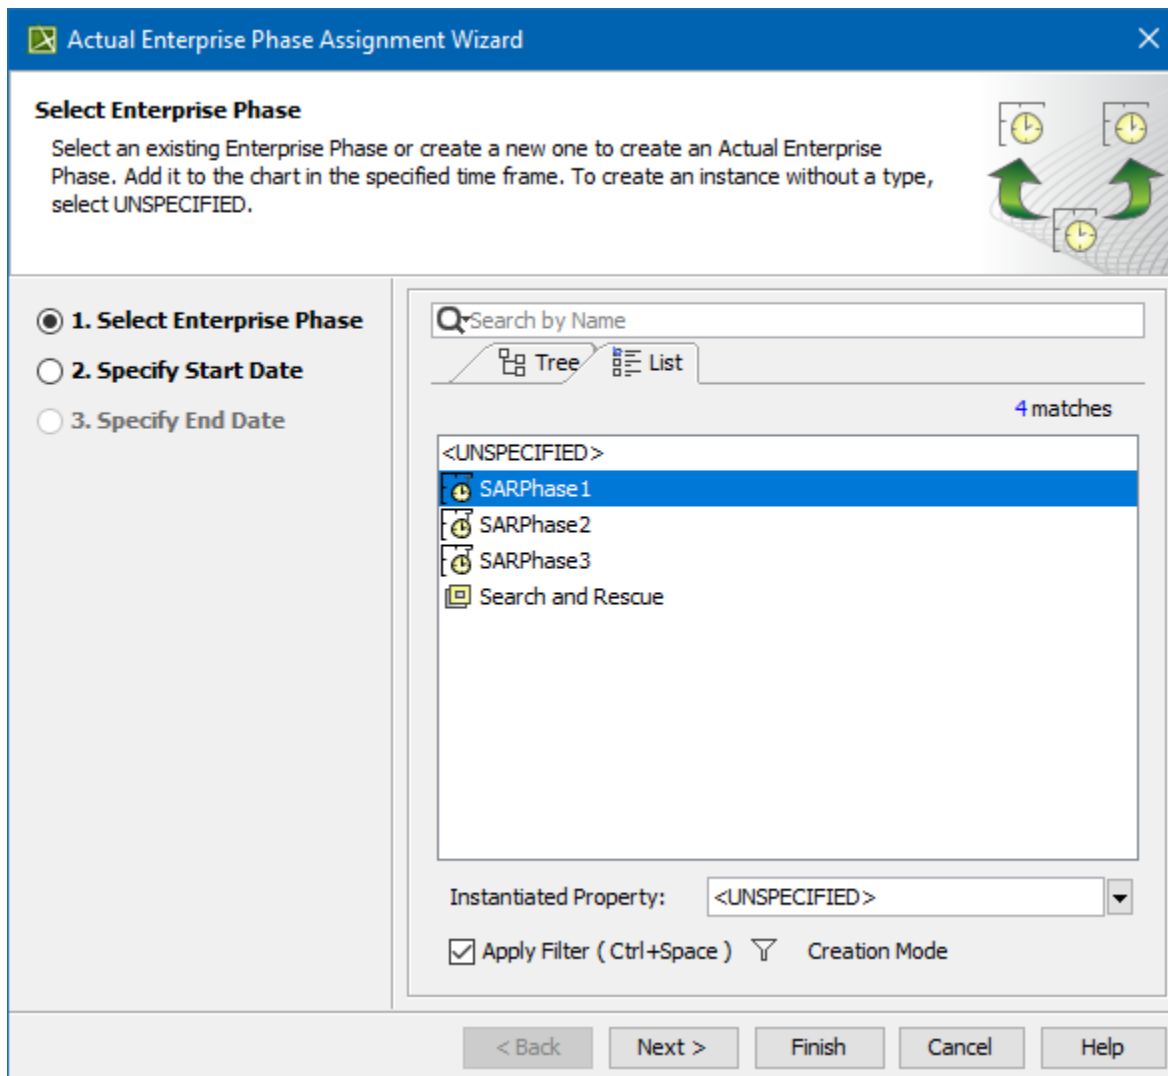 Actual Enterprise Phase Assignment Wizard
Select Enterprise Phase
Select an existing Enterprise Phase or create a new one to create an Actual Enterprise
Phase. Add it to the chart in the specified time frame. To create an instance without a type,
select UNSPECIFIED.
1. Select Enterprise Phase
2. Specify Start Date
3. Specify End Date
Search by Name
Tree List
4 matches
<UNSPECIFIED>
SARPhase1
SARPhase2
SARPhase3
Search and Rescue
Instantiated Property: <UNSPECIFIED>
Apply Filter ( Ctrl+Space ) Creation Mode
< Back Next > Finish Cancel Help